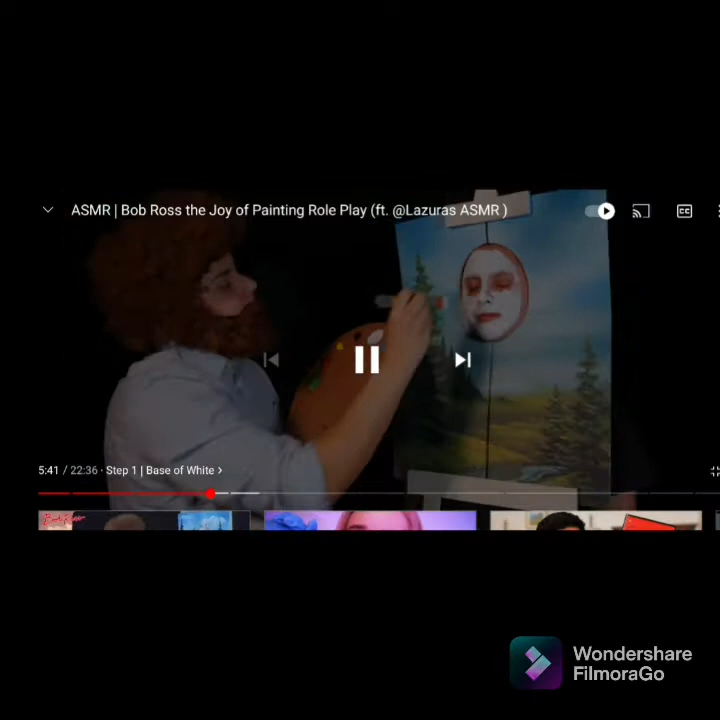 ASMR | Bob Ross the Joy of Painting Role Play (ft. @Lazuras ASMR )
CC
5:41 / 22:36 · Step 1 | Base of White >
Wondershare
FilmoraGo